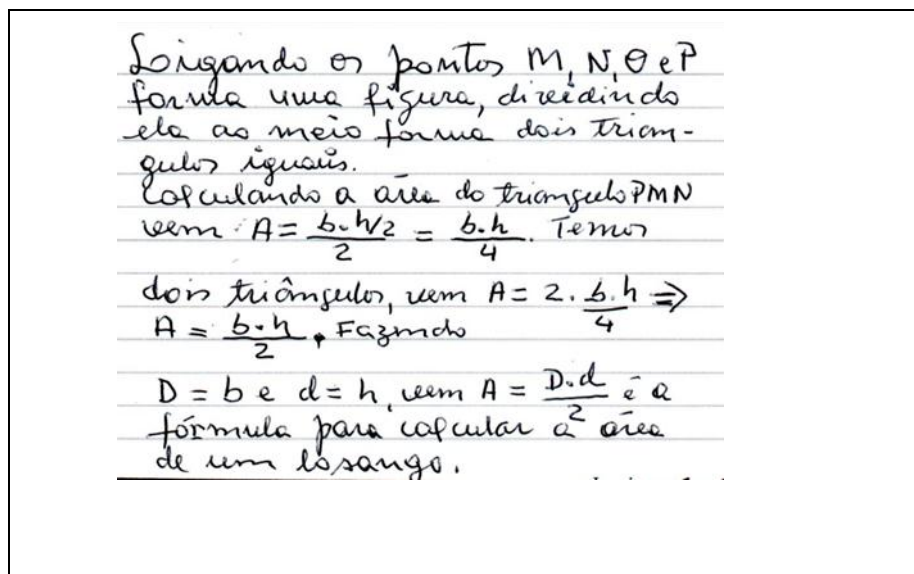 Ligando os pontos M, N, O e P
forma uma figura, dividindo
ela ao meio forma dois triân-
gulos iguais.
Calculando a área do triangulo PMN
vem A = b.h/2 / 2 = b.h / 4. Temos
dois triângulos, vem A = 2. b.h / 4 ⇒
A = b.h / 2. Fazendo
D = b e d = h, vem A = D.d / 2 é a
fórmula para calcular a área
de um losango.